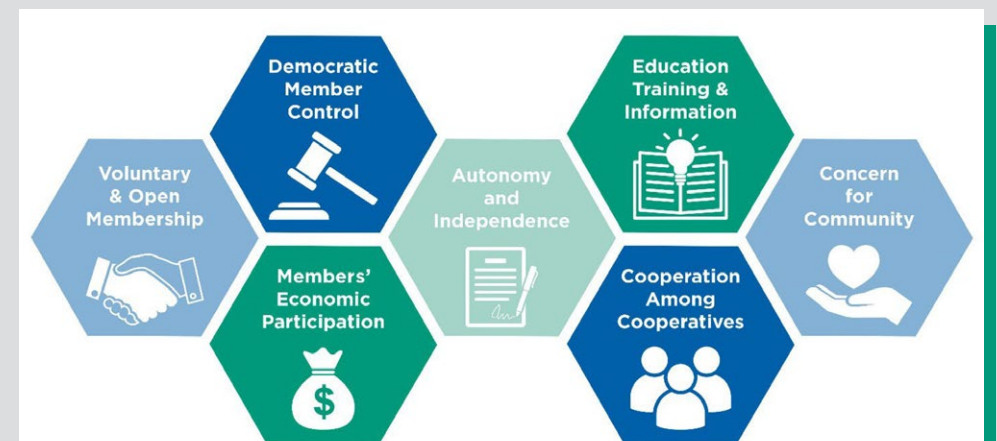 Voluntary
& Open
Membership
Democratic
Member
Control
Members'
Economic
Participation
$
Autonomy
and
Independence
Education
Training &
Information
Cooperation
Among
Cooperatives
Concern
for
Community